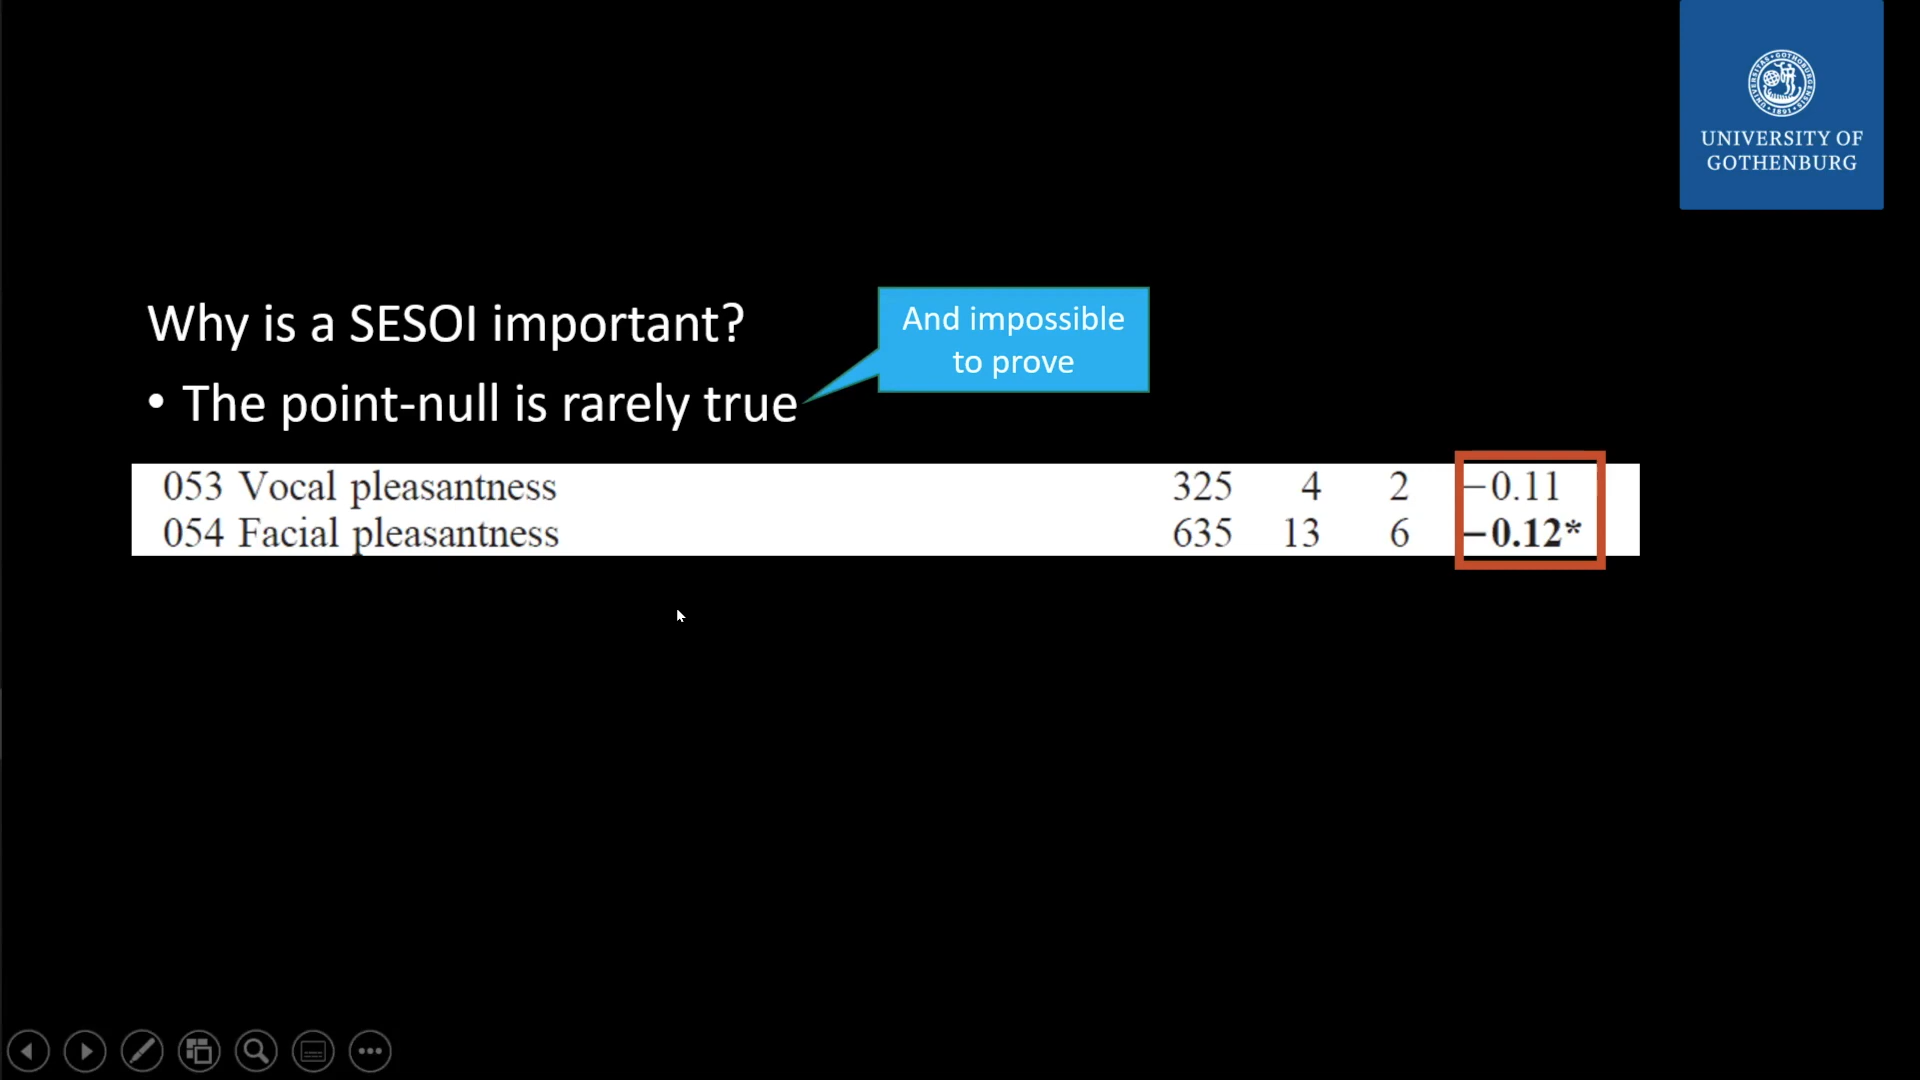 UNIVERSITY OF
GOTHENBURG
Why is a SESOI important?
And impossible
to prove
• The point-null is rarely true
053 Vocal pleasantness 325 4 2 −0.11
054 Facial pleasantness 635 13 6 −0.12*